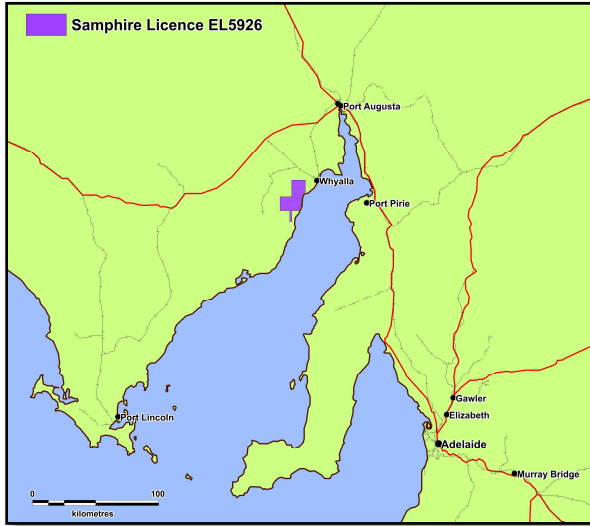 Samphire Licence EL5926
Port Augusta
Whyalla
Port Pirie
Gawler
Port Lincoln
Elizabeth
Adelaide
Murray Bridge
0 100
kilometres